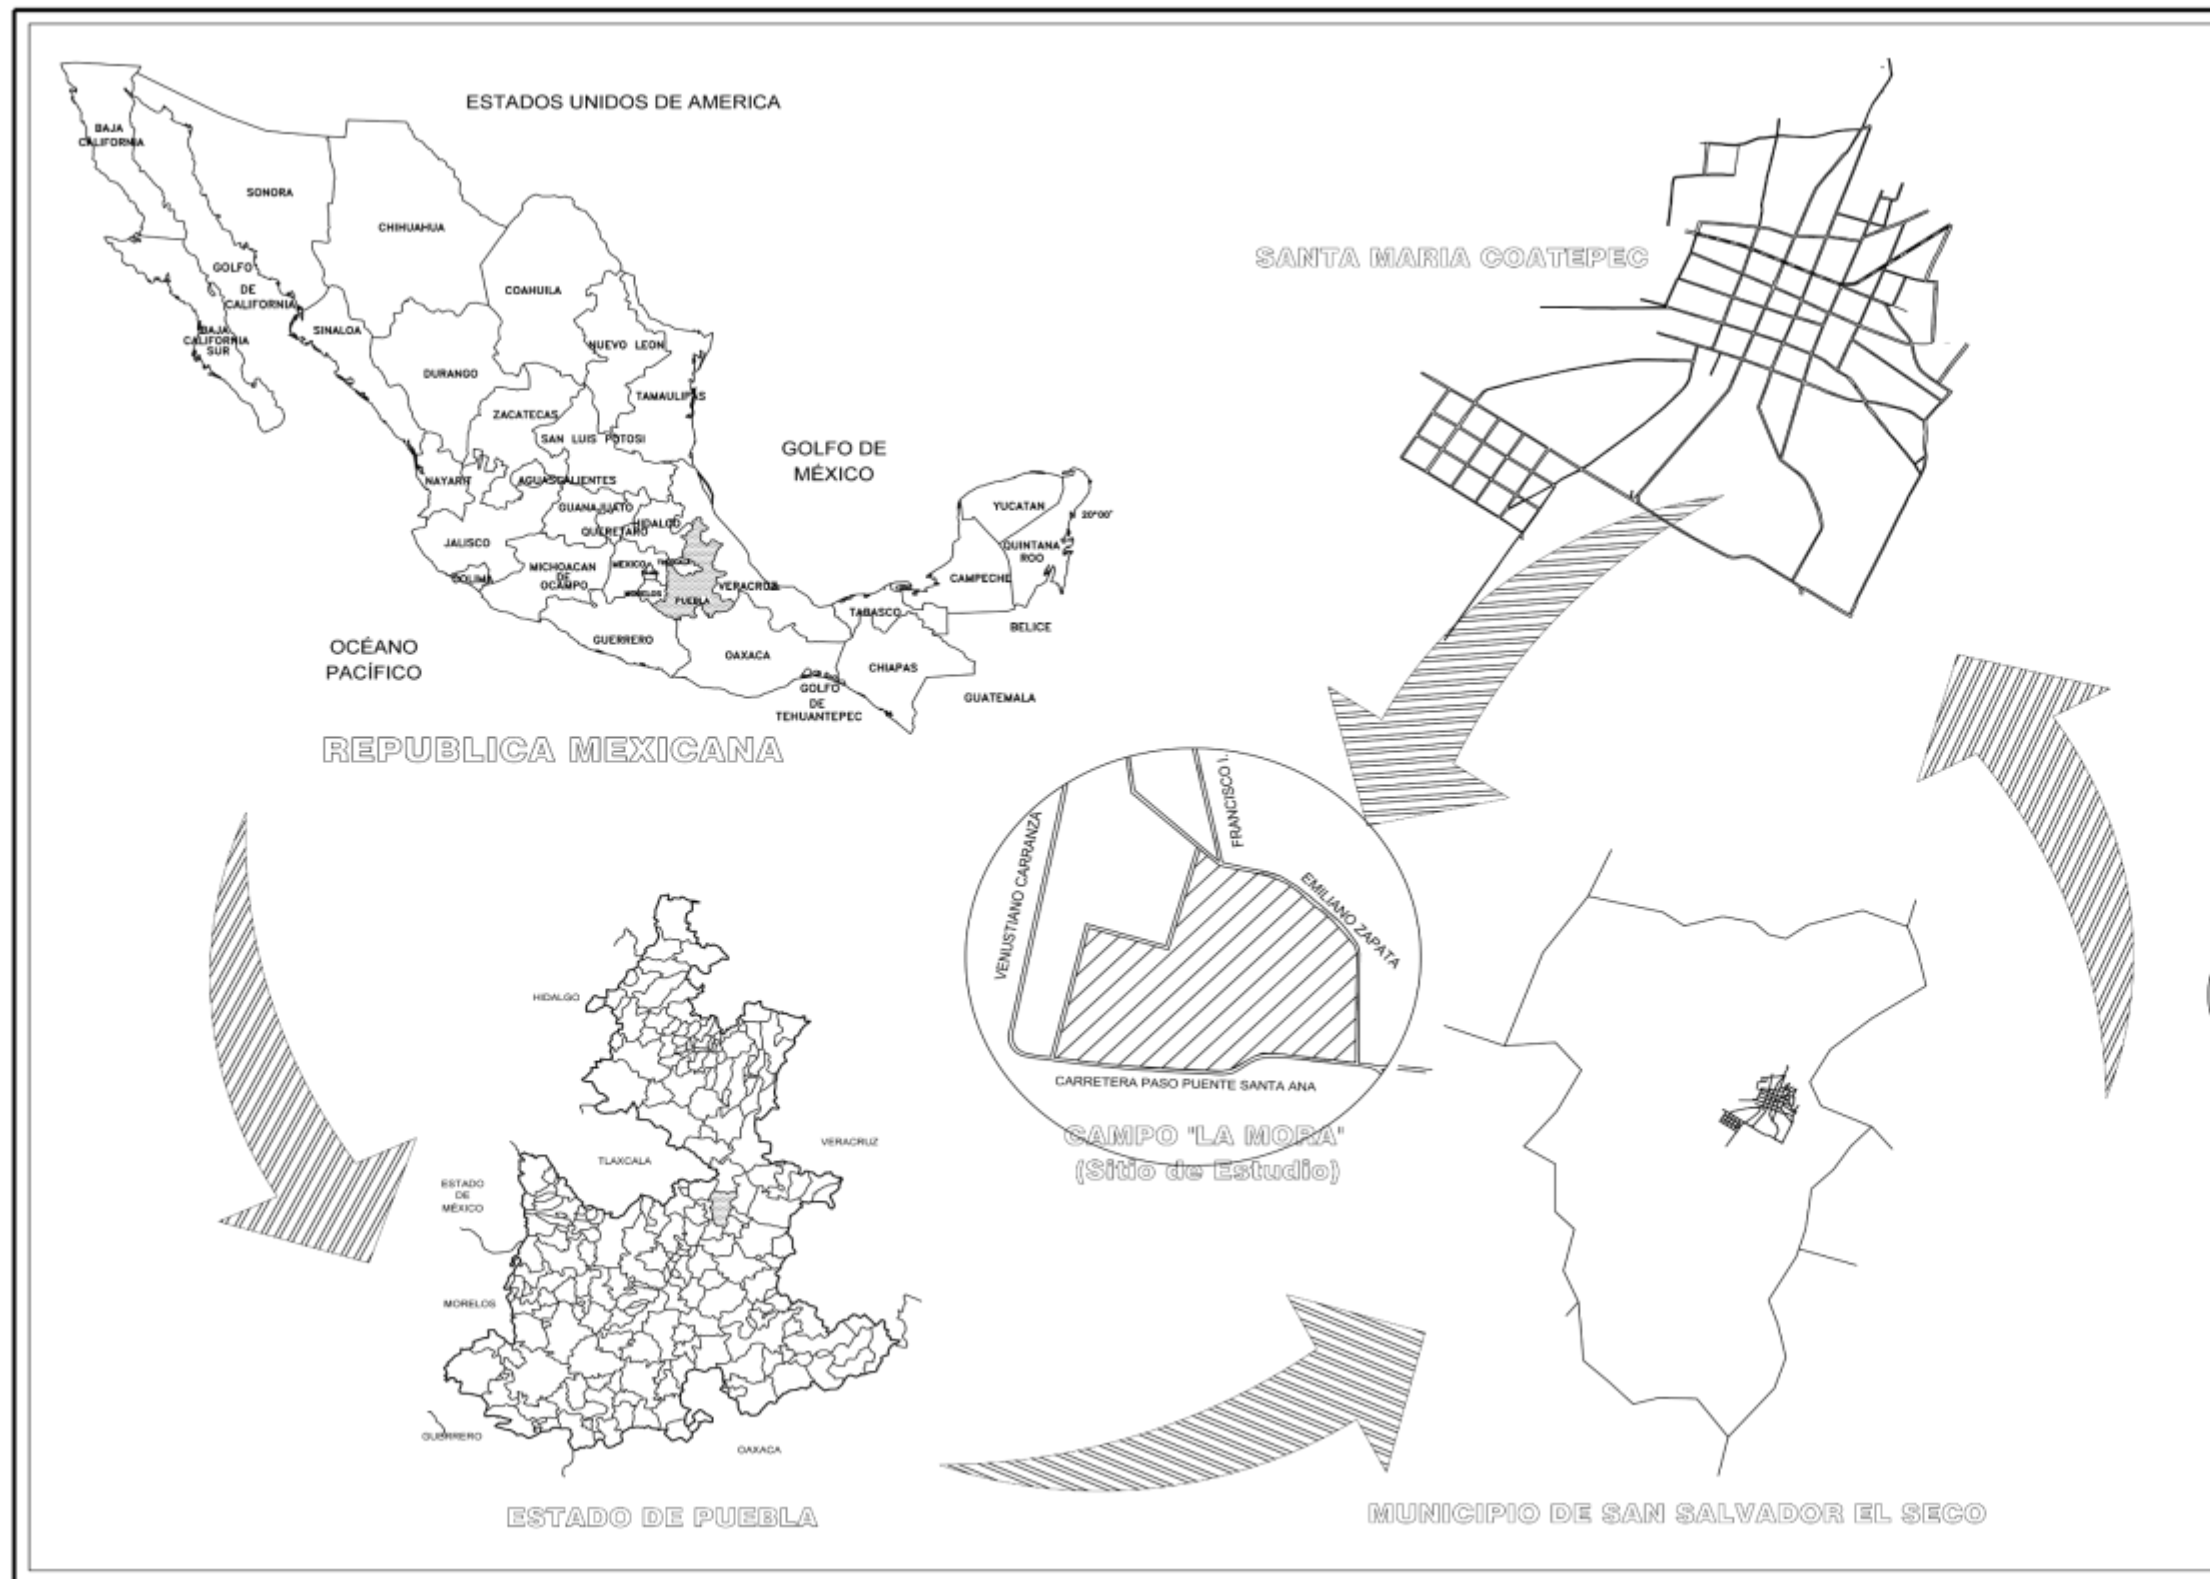 ESTADOS UNIDOS DE AMERICA
BAJA
CALIFORNIA
SONORA
CHIHUAHUA
GOLFO
DE
CALIFORNIA
COAHUILA
BAJA
CALIFORNIA
SUR
SINALOA
NUEVO LEON
DURANGO
TAMAULIPAS
ZACATECAS
SAN LUIS POTOSI
GOLFO DE
MÉXICO
NAYARIT
AGUASCALIENTES
GUANAJUATO
HIDALGO
QUERETARO
YUCATAN
20°00'
JALISCO
QUINTANA
ROO
COLIMA
MICHOACAN
DE
OCAMPO
MEXICO
MORELOS
PUEBLA
VERACRUZ
CAMPECHE
TABASCO
BELICE
GUERRERO
OAXACA
CHIAPAS
OCÉANO
PACÍFICO
GOLFO
DE
TEHUANTEPEC
GUATEMALA
REPUBLICA MEXICANA
SANTA MARIA COATEPEC
VENUSTIANO CARRANZA
FRANCISCO I.
EMILIANO ZAPATA
CARRETERA PASO PUENTE SANTA ANA
CAMPO "LA MORA"
(Sitio de Estudio)
HIDALGO
VERACRUZ
TLAXCALA
ESTADO
DE
MÉXICO
MORELOS
GUERRERO
OAXACA
ESTADO DE PUEBLA
MUNICIPIO DE SAN SALVADOR EL SECO